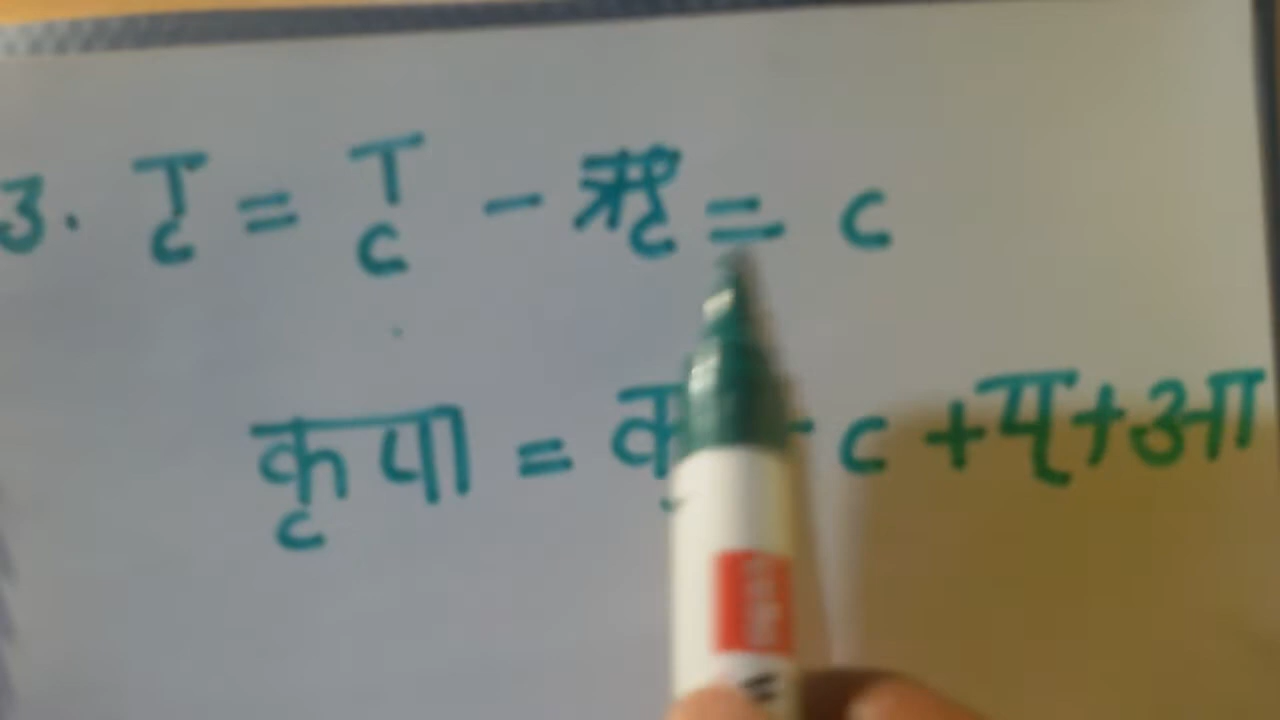 3. ꠰ृ = ृ - ॠ = c
कृपा = क् + c + प् + आ